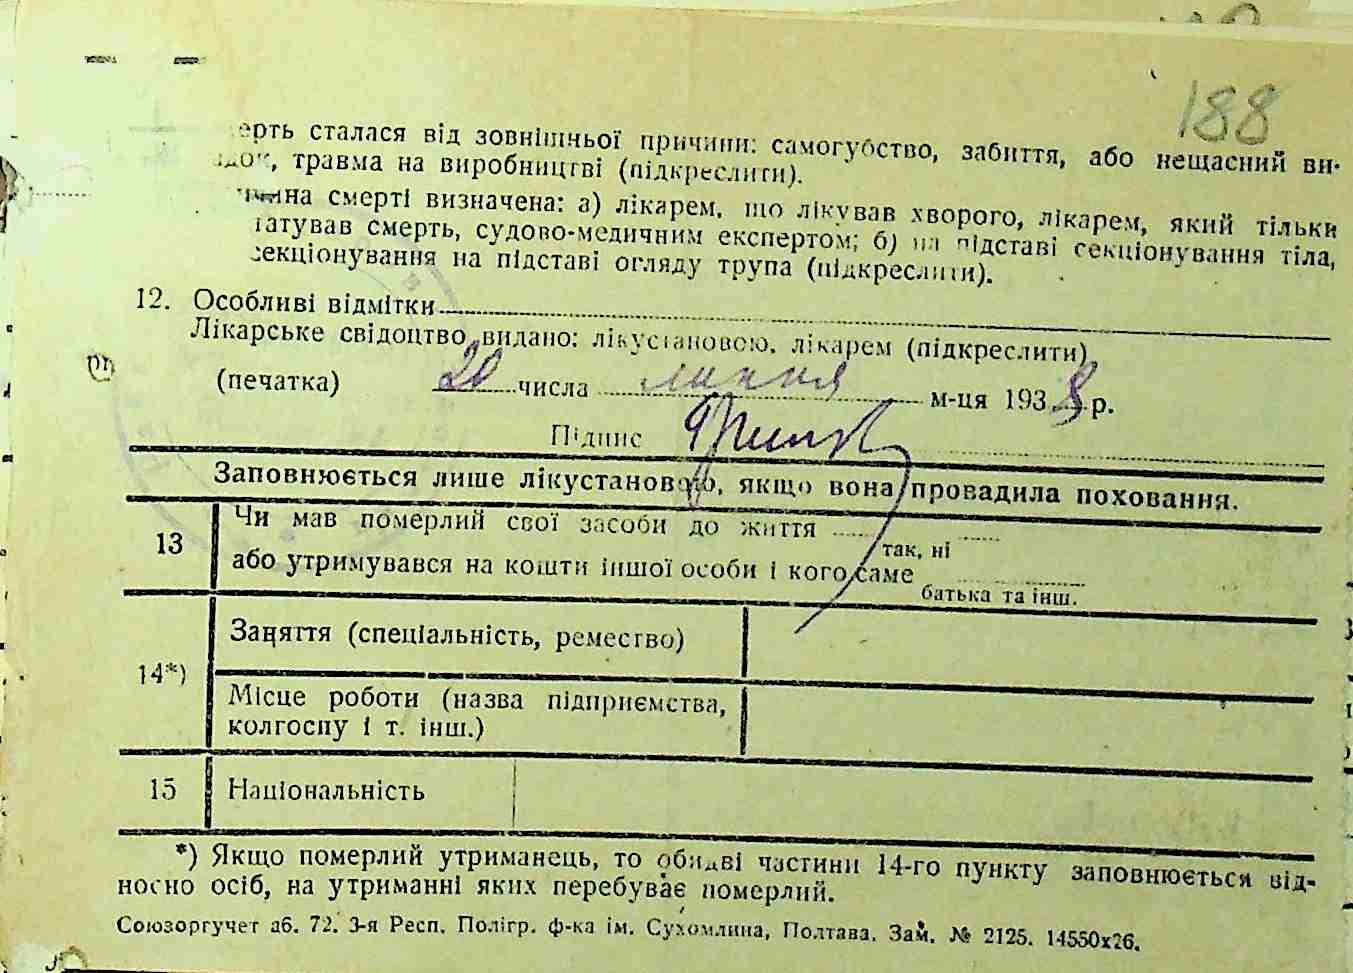 188
ерть сталася від зовнішньої причини: самогубство, забиття, або нещасний ви-
адок, травма на виробництві (підкреслити).
чина смерті визначена: а) лікарем, що лікував хворого, лікарем, який тільки
татував смерть, судово-медичним експертом; б) на підставі секціонування тіла,
секціонування на підставі огляду трупа (підкреслити).
12. Особливі відмітки
Лікарське свідоцтво видано: лікустановою, лікарем (підкреслити)
(печатка) 20 числа липня м-ця 1938 р.
Підпис
Заповнюється лише лікустановою, якщо вона провадила поховання.
13 Чи мав померлий свої засоби до життя
так, ні
або утримувався на кошти іншої особи і кого саме
батька та інш.
14*) Заняття (спеціальність, ремество)
Місце роботи (назва підприємства,
колгоспу і т. інш.)
15 Національність
*) Якщо померлий утриманець, то обидві частини 14-го пункту заповнюється від-
носно осіб, на утриманні яких перебуває померлий.
Союзоргучет аб. 72. 3-я Респ. Полігр. ф-ка ім. Сухомлина, Полтава. Зам. № 2125. 14550х26.